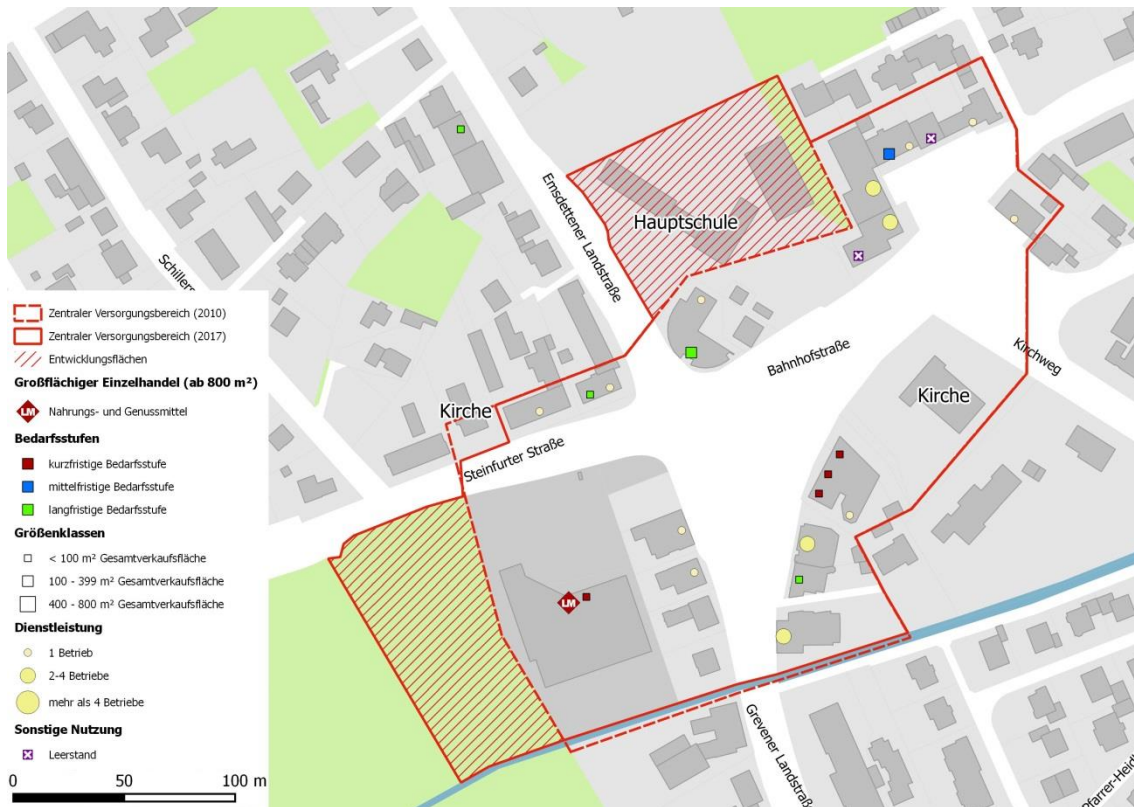 Emsdettener Landstraße
Hauptschule
Bahnhofstraße
Kirchweg
Kirche
Kirche
Steinfurter Straße
Grevener Landstraße
Zentraler Versorgungsbereich (2010)
Zentraler Versorgungsbereich (2017)
Entwicklungsflächen
Großflächiger Einzelhandel (ab 800 m²)
LM Nahrungs- und Genussmittel
Bedarfsstufen
kurzfristige Bedarfsstufe
mittelfristige Bedarfsstufe
langfristige Bedarfsstufe
Größenklassen
< 100 m² Gesamtverkaufsfläche
100 - 399 m² Gesamtverkaufsfläche
400 - 800 m² Gesamtverkaufsfläche
Dienstleistung
1 Betrieb
2-4 Betriebe
mehr als 4 Betriebe
Sonstige Nutzung
Leerstand
0 50 100 m
LM